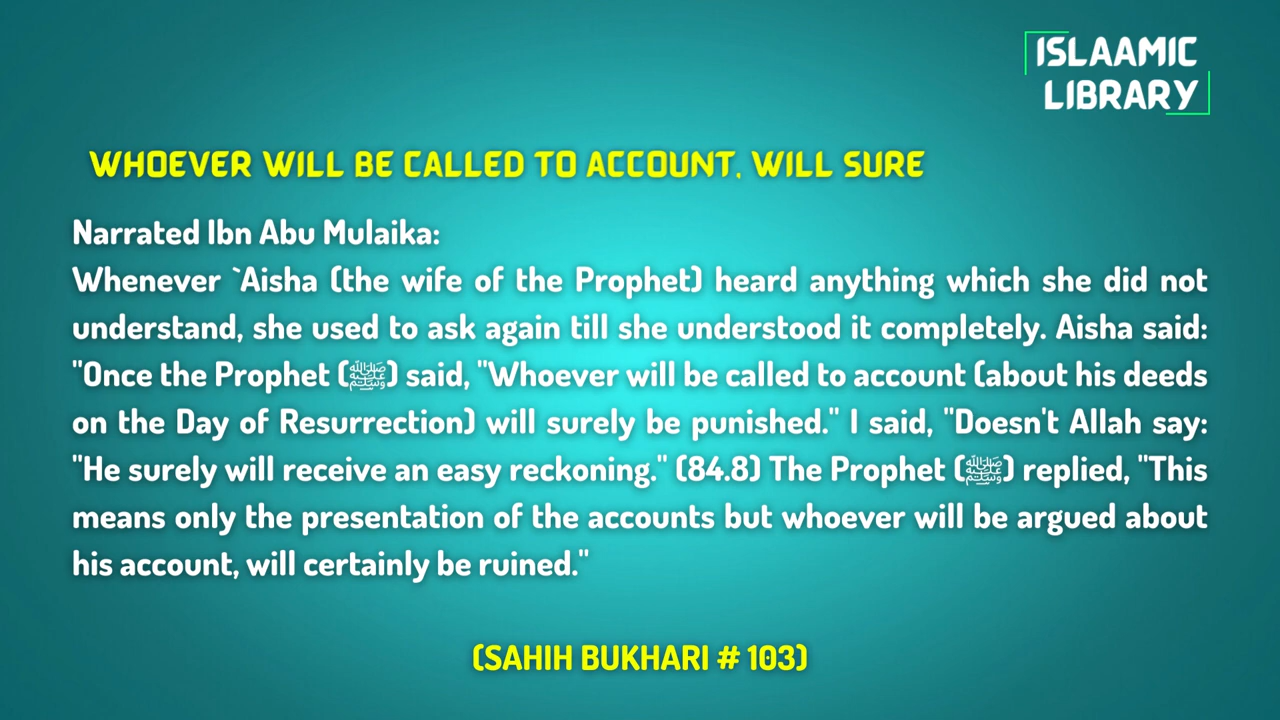 ISLAAMIC
LIBRARY
WHOEVER WILL BE CALLED TO ACCOUNT, WILL SURE
Narrated Ibn Abu Mulaika:
Whenever `Aisha (the wife of the Prophet) heard anything which she did not
understand, she used to ask again till she understood it completely. Aisha said:
"Once the Prophet (ﷺ) said, "Whoever will be called to account (about his deeds
on the Day of Resurrection) will surely be punished." I said, "Doesn't Allah say:
"He surely will receive an easy reckoning." (84.8) The Prophet (ﷺ) replied, "This
means only the presentation of the accounts but whoever will be argued about
his account, will certainly be ruined."
(SAHIH BUKHARI # 103)